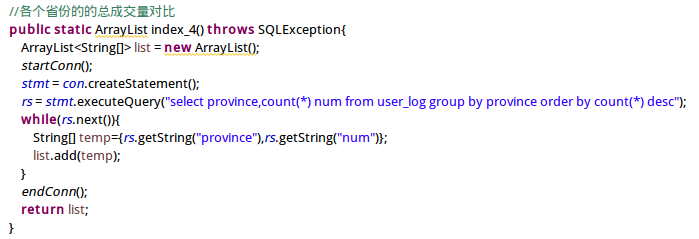 //各个省份的的总成交量对比
public static ArrayList index_4() throws SQLException{
ArrayList<String[]> list = new ArrayList();
startConn();
stmt = con.createStatement();
rs = stmt.executeQuery("select province,count(*) num from user_log group by province order by count(*) desc");
while(rs.next()){
String[] temp={rs.getString("province"),rs.getString("num")};
list.add(temp);
}
endConn();
return list;
}